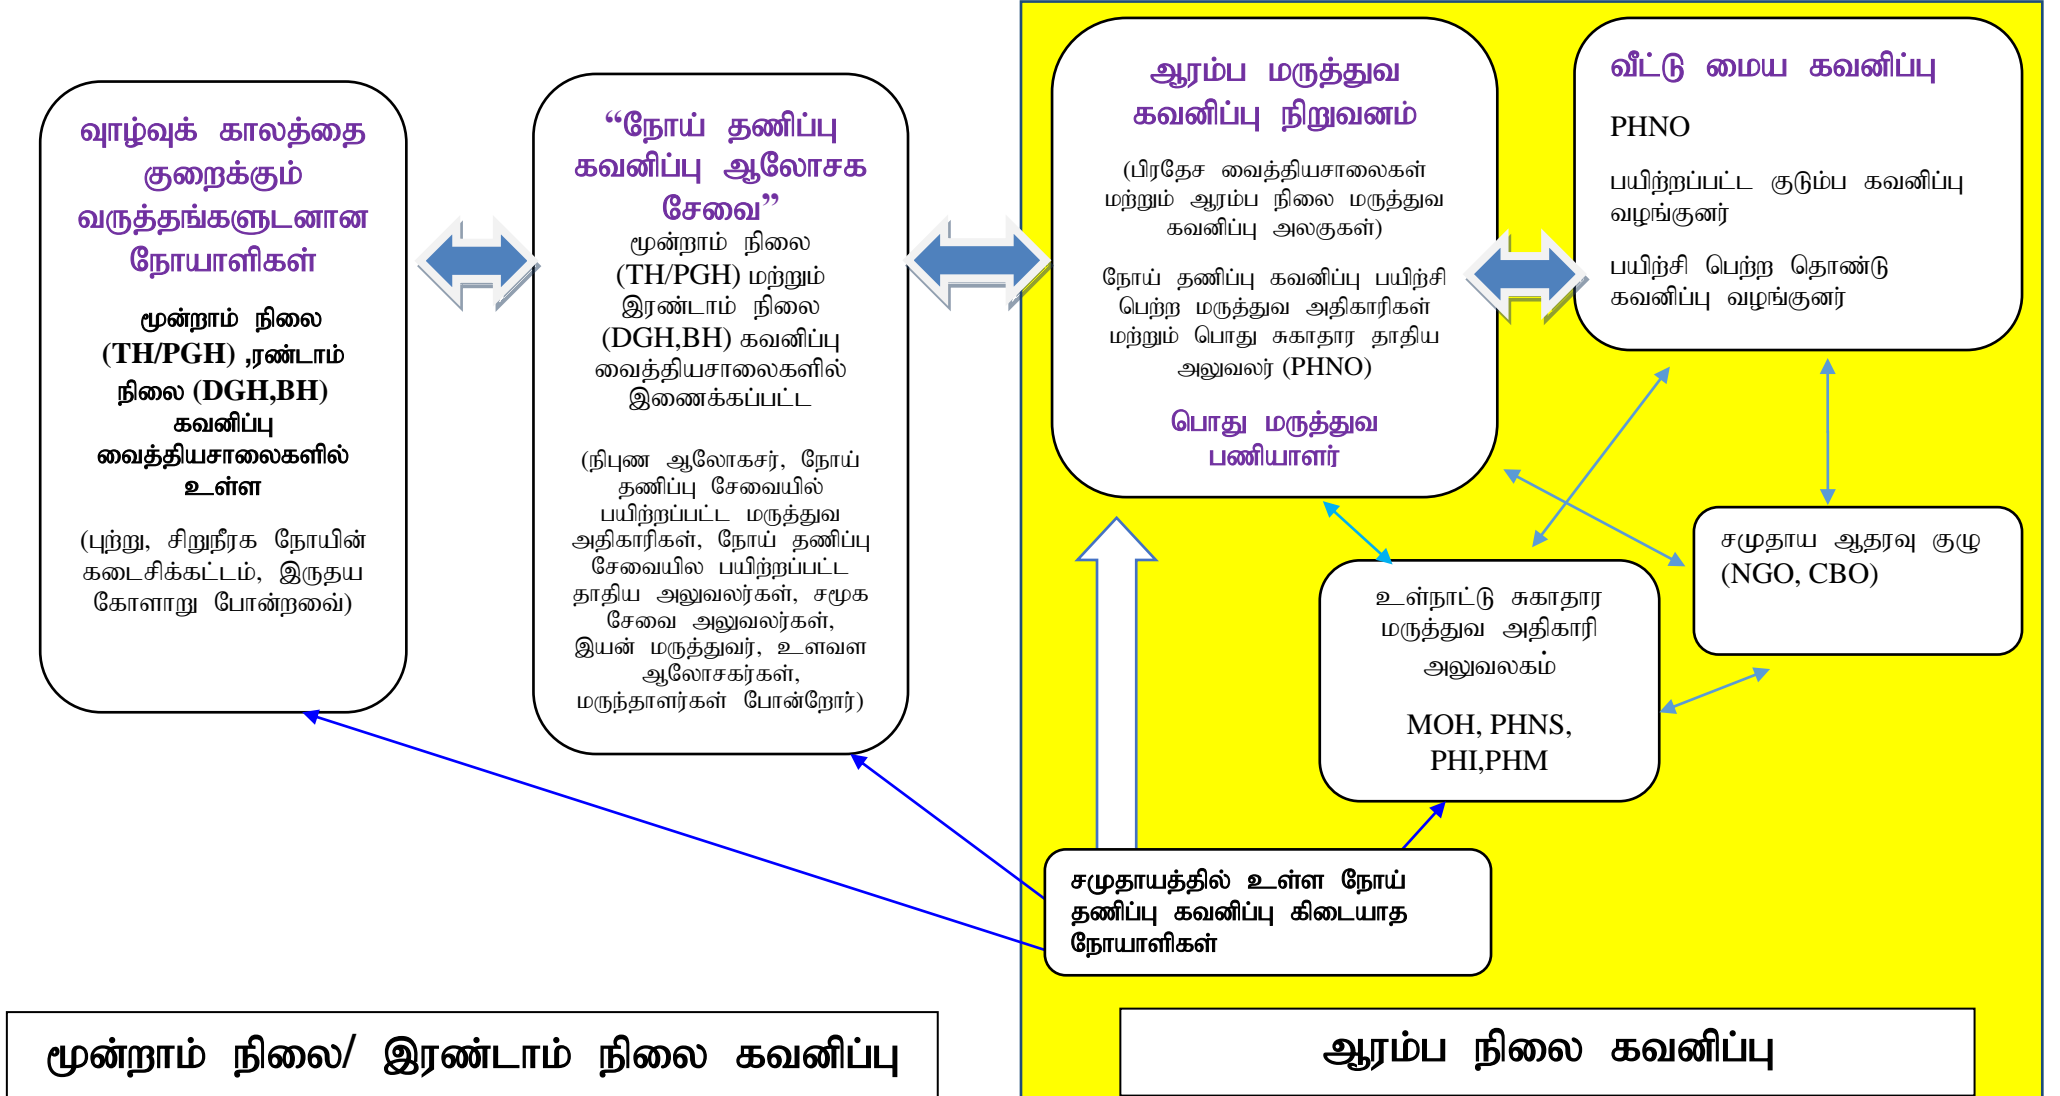 வுாழ்வுக் காலத்தை
குறைக்கும்
வருத்தங்களுடனான
நோயாளிகள்
மூன்றாம் நிலை
(TH/PGH) ,ரண்டாம்
நிலை (DGH,BH)
கவனிப்பு
வைத்தியசாலைகளில்
உள்ள
(புற்று, சிறுநீரக நோயின்
கடைசிக்கட்டம், இருதய
கோளாறு போன்றவை)
“நோய் தணிப்பு
கவனிப்பு ஆலோசக
சேவை”
மூன்றாம் நிலை
(TH/PGH) மற்றும்
இரண்டாம் நிலை
(DGH,BH) கவனிப்பு
வைத்தியசாலைகளில்
இணைக்கப்பட்ட
(நிபுண ஆலோகசர், நோய்
தணிப்பு சேவையில்
பயிற்றப்பட்ட மருத்துவ
அதிகாரிகள், நோய் தணிப்பு
சேவையில பயிற்றப்பட்ட
தாதிய அலுவலர்கள், சமூக
சேவை அலுவலர்கள்,
இயன் மருத்துவர், உளவள
ஆலோசகர்கள்,
மருந்தாளர்கள் போன்றோர்)
ஆரம்ப மருத்துவ
கவனிப்பு நிறுவனம்
(பிரதேச வைத்தியசாலைகள்
மற்றும் ஆரம்ப நிலை மருத்துவ
கவனிப்பு அலகுகள்)
நோய் தணிப்பு கவனிப்பு பயிற்சி
பெற்ற மருத்துவ அதிகாரிகள்
மற்றும் பொது சுகாதார தாதிய
அலுவலர் (PHNO)
பொது மருத்துவ
பணியாளர்
வீட்டு மைய கவனிப்பு
PHNO
பயிற்றப்பட்ட குடும்ப கவனிப்பு
வழங்குனர்
பயிற்சி பெற்ற தொண்டு
கவனிப்பு வழங்குனர்
சமுதாய ஆதரவு குழு
(NGO, CBO)
உள்நாட்டு சுகாதார
மருத்துவ அதிகாரி
அலுவலகம்
MOH, PHNS,
PHI,PHM
சமுதாயத்தில் உள்ள நோய்
தணிப்பு கவனிப்பு கிடையாத
நோயாளிகள்
மூன்றாம் நிலை/ இரண்டாம் நிலை கவனிப்பு
ஆரம்ப நிலை கவனிப்பு